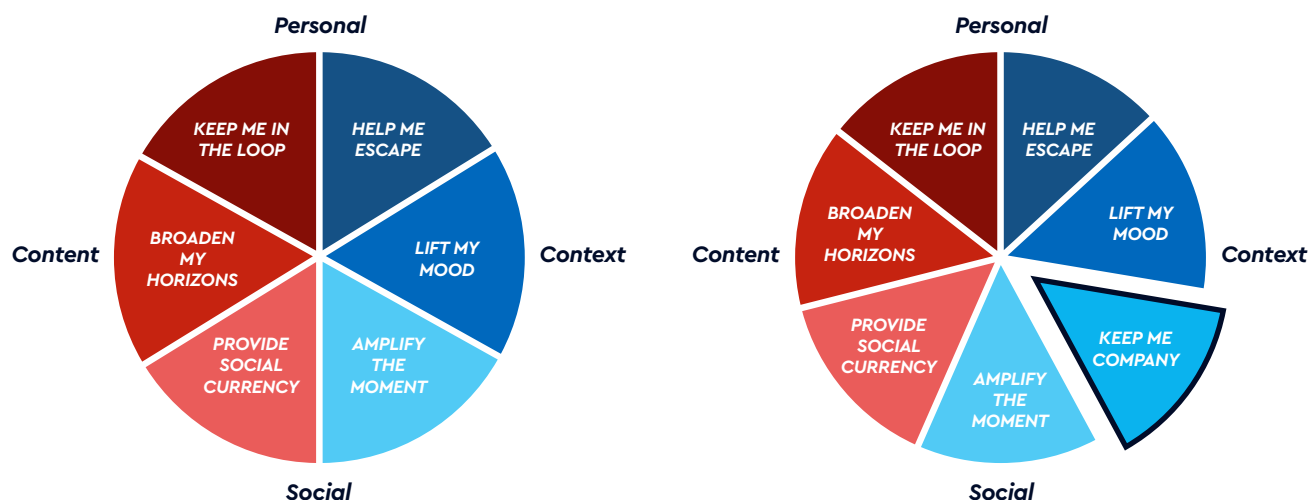 Personal
KEEP ME IN
THE LOOP
HELP ME
ESCAPE
Content
BROADEN
MY
HORIZONS
LIFT MY
MOOD
Context
PROVIDE
SOCIAL
CURRENCY
AMPLIFY
THE
MOMENT
Social
Personal
KEEP ME IN
THE LOOP
HELP ME
ESCAPE
Content
BROADEN
MY
HORIZONS
LIFT MY
MOOD
Context
PROVIDE
SOCIAL
CURRENCY
KEEP ME
COMPANY
AMPLIFY
THE
MOMENT
Social